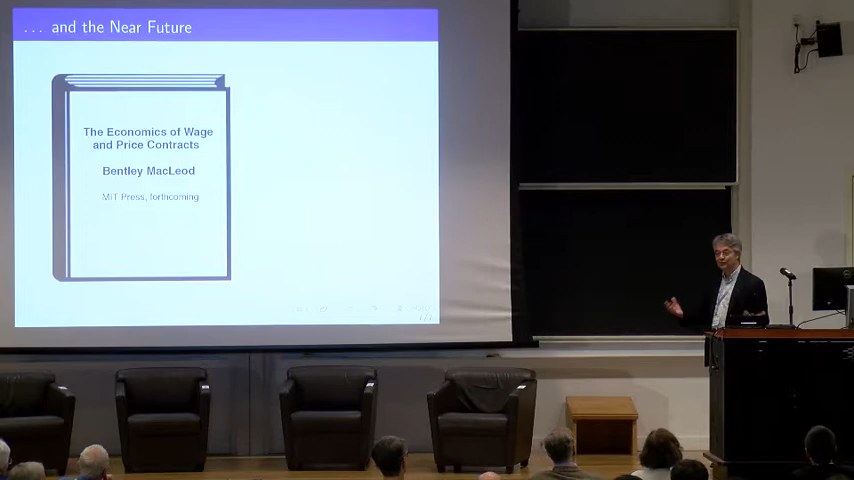 ... and the Near Future
The Economics of Wage
and Price Contracts
Bentley MacLeod
MIT Press, forthcoming